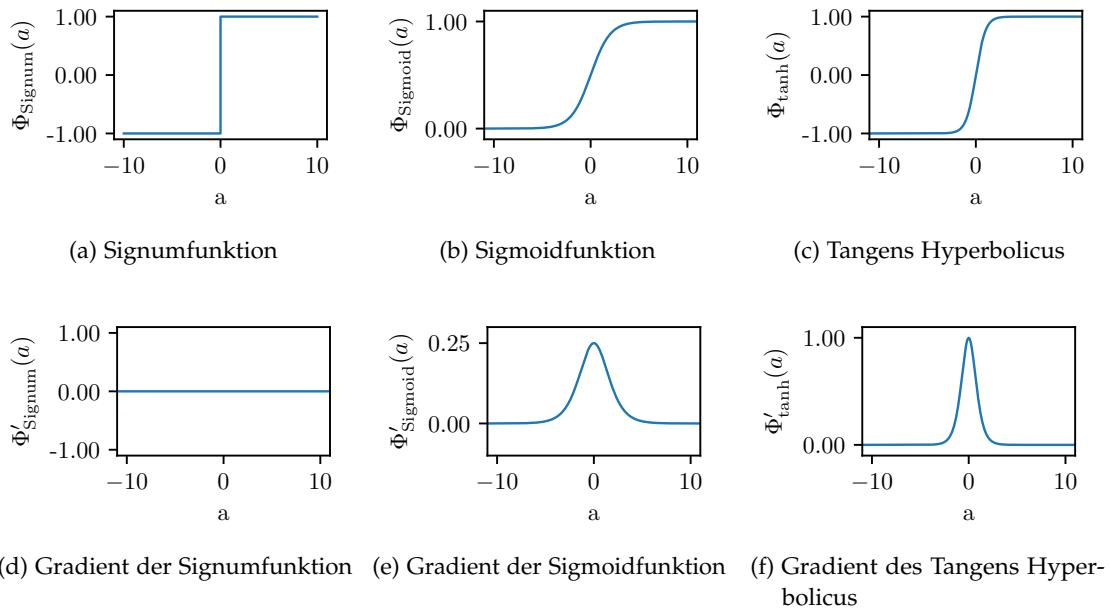 1.00
0.00
-1.00
Φ_Signum(a)
−10 0 10
a
(a) Signumfunktion
1.00
0.00
Φ_Sigmoid(a)
−10 0 10
a
(b) Sigmoidfunktion
1.00
0.00
-1.00
Φ_tanh(a)
−10 0 10
a
(c) Tangens Hyperbolicus
1.00
0.00
-1.00
Φ′_Signum(a)
−10 0 10
a
(d) Gradient der Signumfunktion
0.25
0.00
Φ′_Sigmoid(a)
−10 0 10
a
(e) Gradient der Sigmoidfunktion
1.00
0.00
Φ′_tanh(a)
−10 0 10
a
(f) Gradient des Tangens Hyper-
bolicus